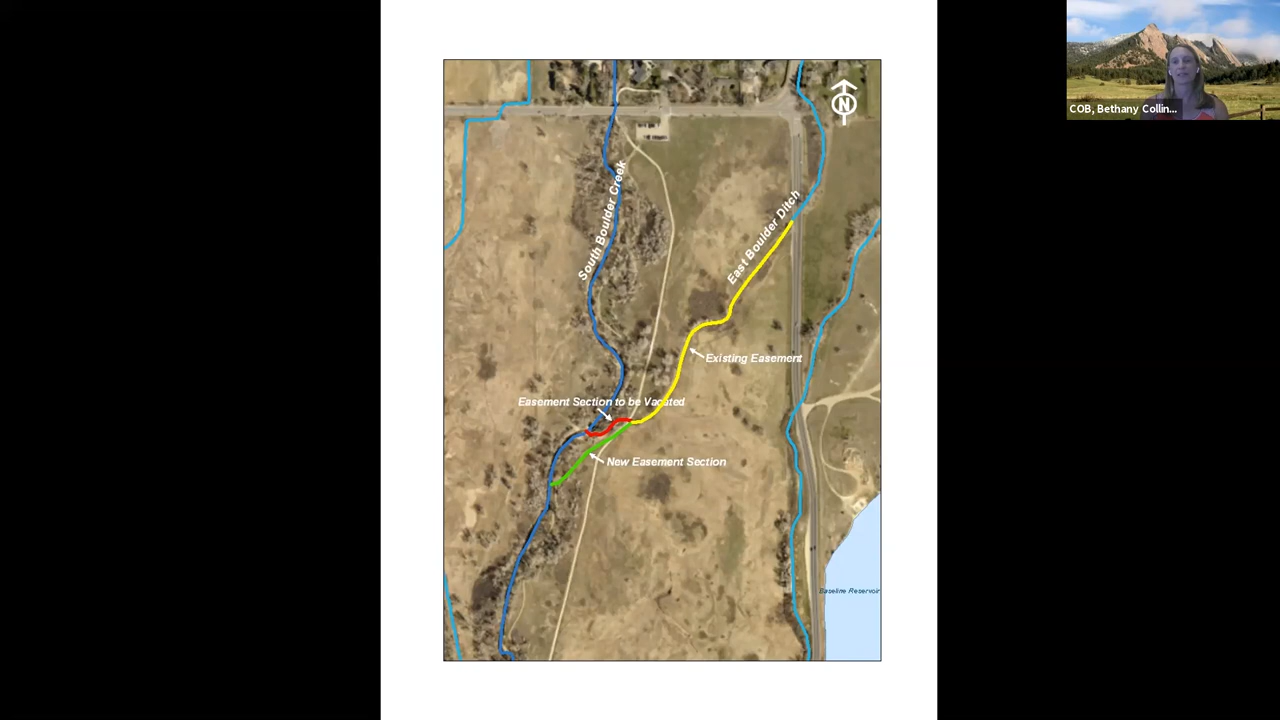 COB, Bethany Collin...
N
South Boulder Creek
East Boulder Ditch
Existing Easement
Easement Section to be Vacated
New Easement Section
Baseline Reservoir